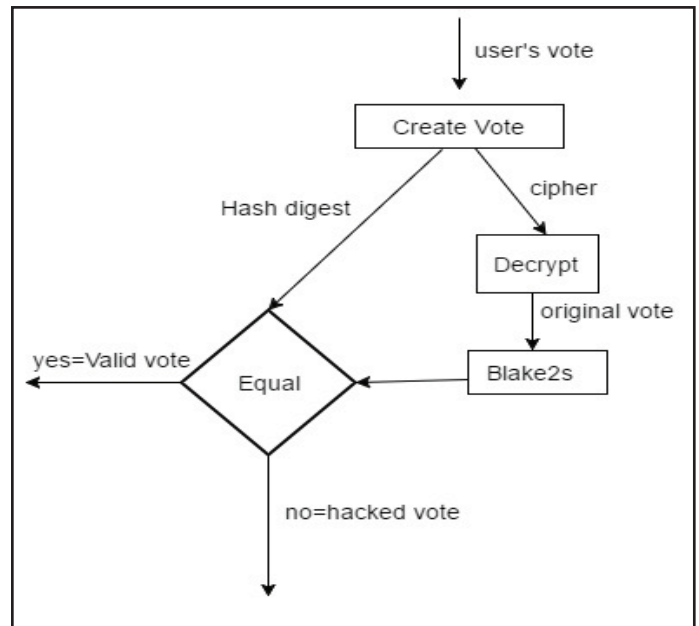 user's vote
Create Vote
cipher
Hash digest
Decrypt
original vote
yes=Valid vote
Equal
Blake2s
no=hacked vote